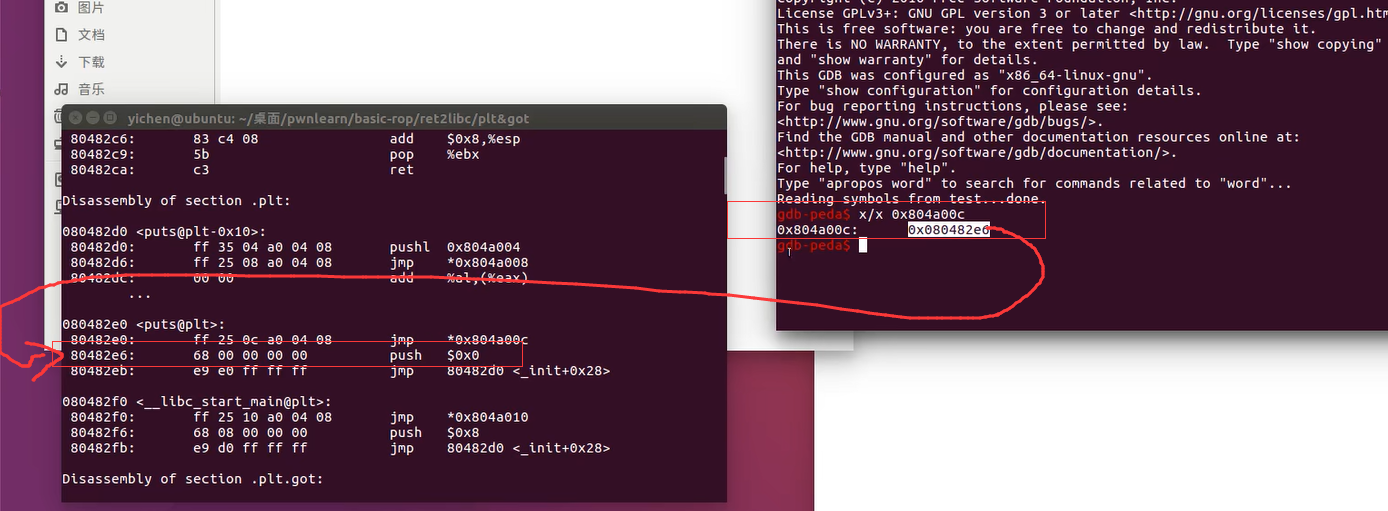 图片
文档
下载
音乐
yichen@ubuntu: ~/桌面/pwnlearn/basic-rop/ret2libc/plt&got
80482c6: 83 c4 08 add $0x8,%esp
80482c9: 5b pop %ebx
80482ca: c3 ret
Disassembly of section .plt:
080482d0 <puts@plt-0x10>:
80482d0: ff 35 04 a0 04 08 pushl 0x804a004
80482d6: ff 25 08 a0 04 08 jmp *0x804a008
80482dc: 00 00 add %al,(%eax)
...
080482e0 <puts@plt>:
80482e0: ff 25 0c a0 04 08 jmp *0x804a00c
80482e6: 68 00 00 00 00 push $0x0
80482eb: e9 e0 ff ff ff jmp 80482d0 <_init+0x28>
080482f0 <__libc_start_main@plt>:
80482f0: ff 25 10 a0 04 08 jmp *0x804a010
80482f6: 68 08 00 00 00 push $0x8
80482fb: e9 d0 ff ff ff jmp 80482d0 <_init+0x28>
Disassembly of section .plt.got:
License GPLv3+: GNU GPL version 3 or later <http://gnu.org/licenses/gpl.htm
This is free software: you are free to change and redistribute it.
There is NO WARRANTY, to the extent permitted by law.  Type "show copying"
and "show warranty" for details.
This GDB was configured as "x86_64-linux-gnu".
Type "show configuration" for configuration details.
For bug reporting instructions, please see:
<http://www.gnu.org/software/gdb/bugs/>.
Find the GDB manual and other documentation resources online at:
<http://www.gnu.org/software/gdb/documentation/>.
For help, type "help".
Type "apropos word" to search for commands related to "word"...
Reading symbols from test...done.
gdb-peda$ x/x 0x804a00c
0x804a00c: 0x080482e6
gdb-peda$